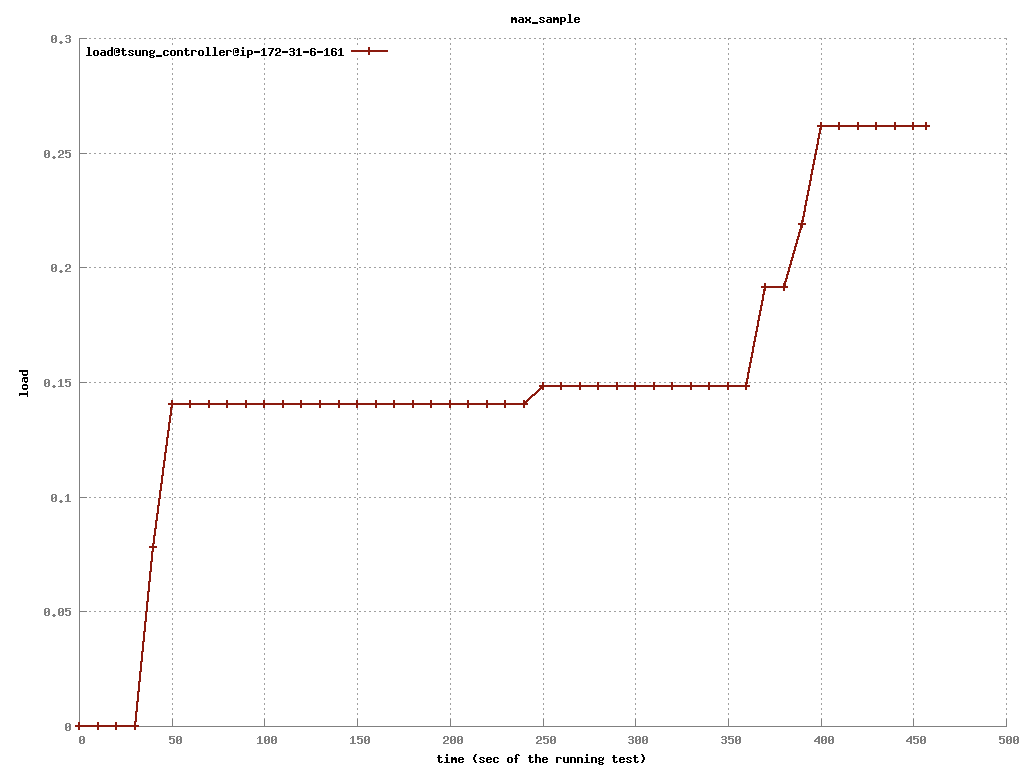 max_sample
0.3
load@tsung_controller@ip-172-31-6-161
0.25
0.2
load
0.15
0.1
0.05
0
0 50 100 150 200 250 300 350 400 450 500
time (sec of the running test)